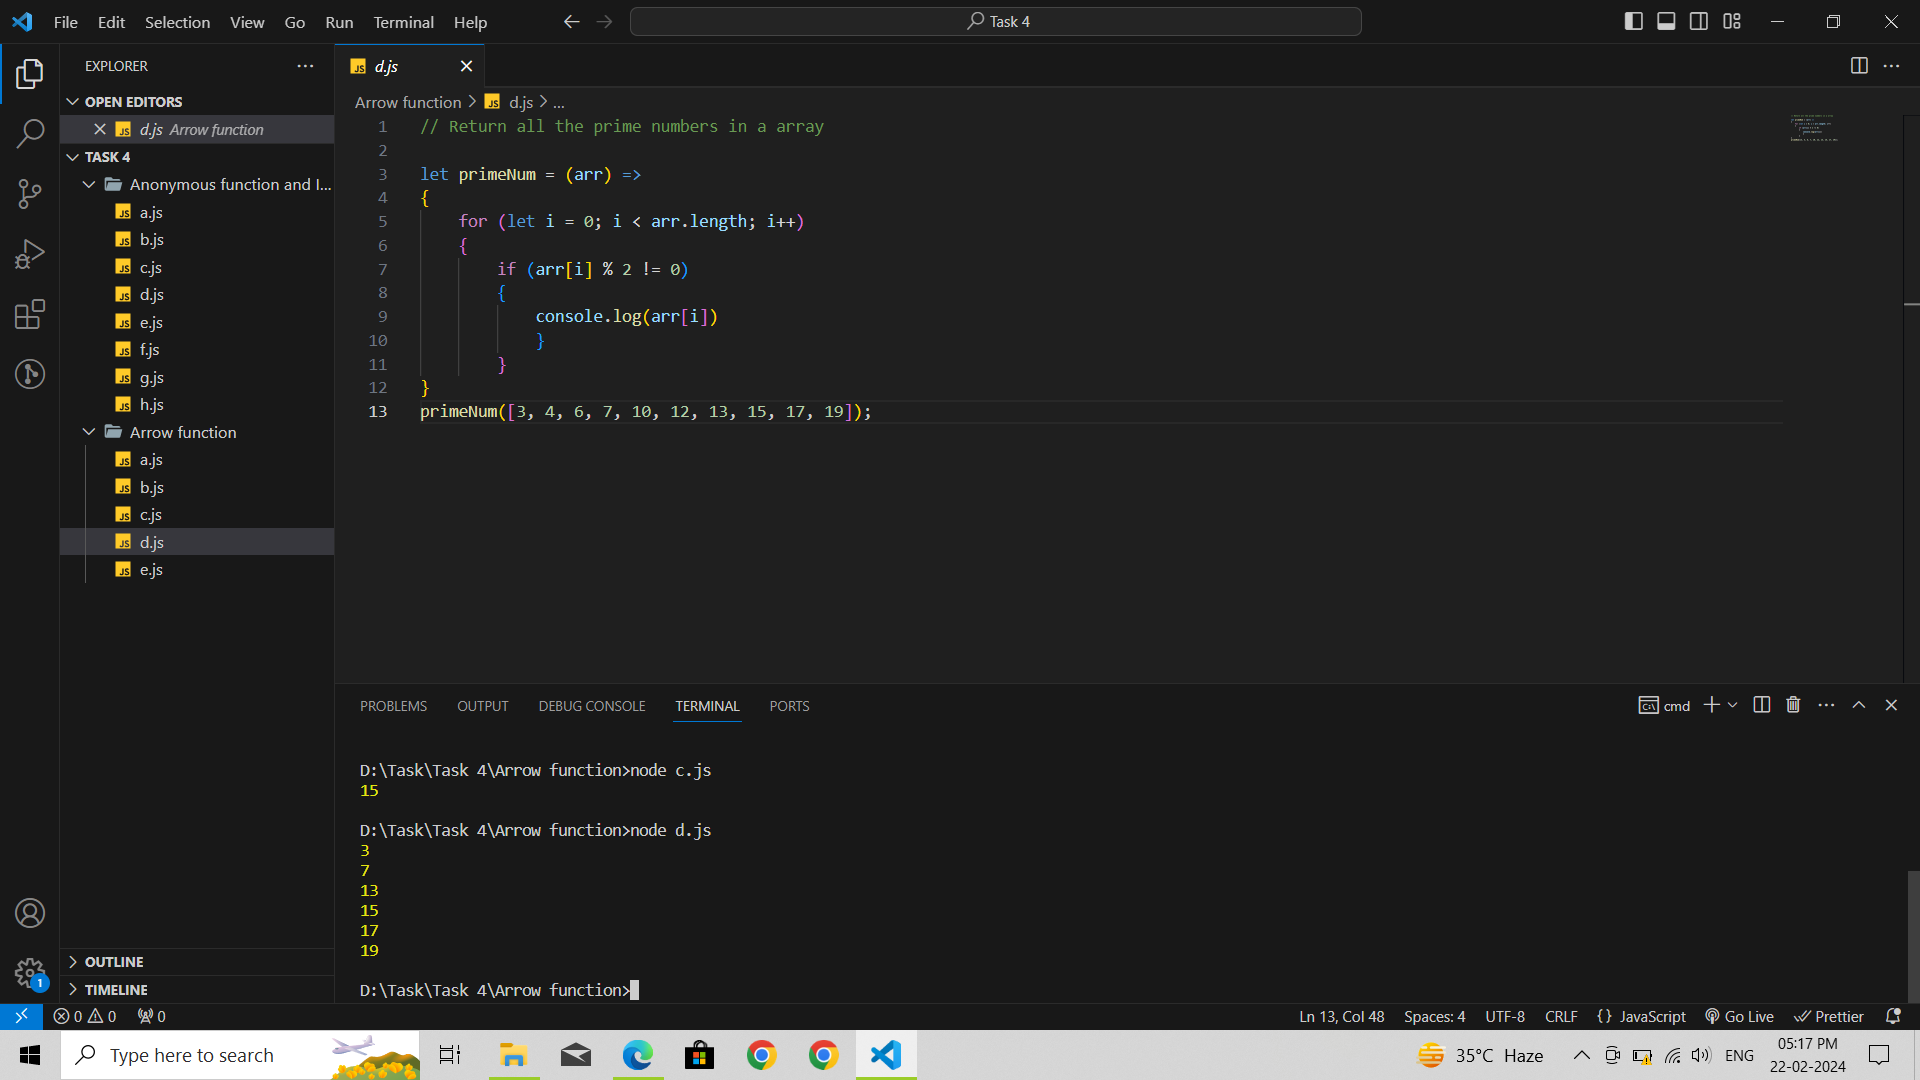 File Edit Selection View Go Run Terminal Help
Task 4
EXPLORER
OPEN EDITORS
d.js Arrow function
TASK 4
Anonymous function and I...
a.js
b.js
c.js
d.js
e.js
f.js
g.js
h.js
Arrow function
a.js
b.js
c.js
d.js
e.js
OUTLINE
TIMELINE
d.js
Arrow function > d.js > ...
1 // Return all the prime numbers in a array
2
3 let primeNum = (arr) =>
4 {
5 for (let i = 0; i < arr.length; i++)
6 {
7 if (arr[i] % 2 != 0)
8 {
9 console.log(arr[i])
10 }
11 }
12 }
13 primeNum([3, 4, 6, 7, 10, 12, 13, 15, 17, 19]);
PROBLEMS OUTPUT DEBUG CONSOLE TERMINAL PORTS
cmd
D:\Task\Task 4\Arrow function>node c.js
15
D:\Task\Task 4\Arrow function>node d.js
3
7
13
15
17
19
D:\Task\Task 4\Arrow function>
1
0 0 0
Ln 13, Col 48 Spaces: 4 UTF-8 CRLF {} JavaScript Go Live Prettier
Type here to search
35°C Haze
ENG
05:17 PM
22-02-2024